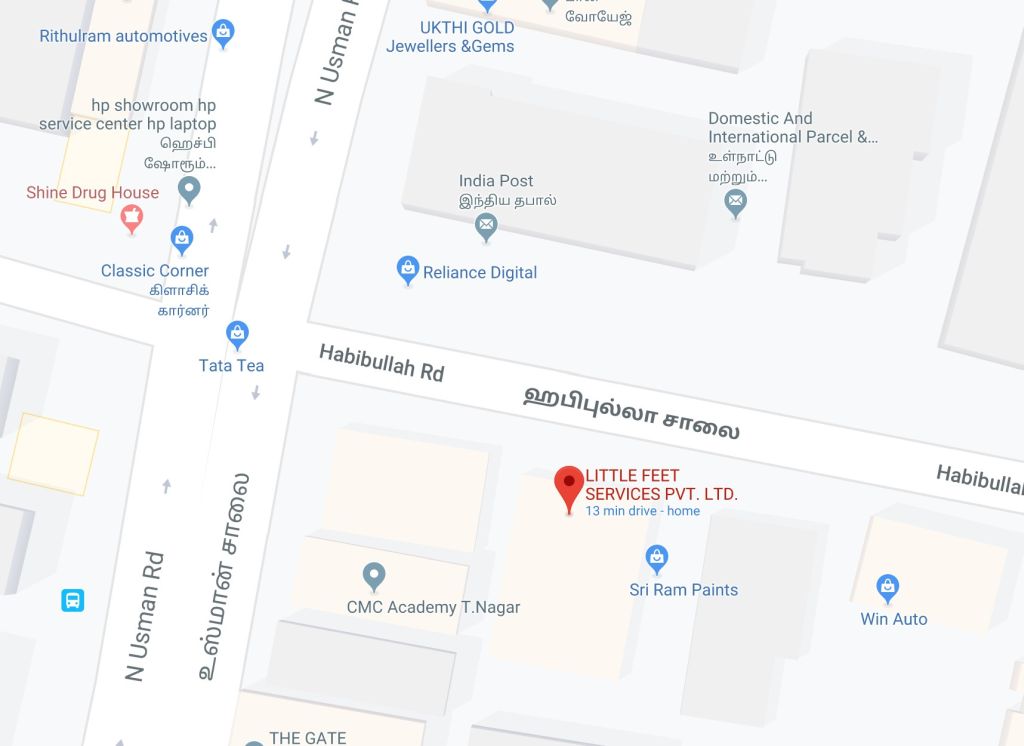 வோயேஜ்
UKTHI GOLD
Jewellers &Gems
Rithulram automotives
N Usman
hp showroom hp
service center hp laptop
ஹெச்பி
ஷோரூம்...
Domestic And
International Parcel &...
உள்நாட்டு
மற்றும்...
India Post
இந்திய தபால்
Shine Drug House
Classic Corner
கிளாசிக்
கார்னர்
Reliance Digital
Tata Tea
Habibullah Rd
ஹபிபுல்லா சாலை
Habibullah
LITTLE FEET
SERVICES PVT. LTD.
13 min drive - home
உஸ்மான் சாலை
N Usman Rd
Sri Ram Paints
CMC Academy T.Nagar
Win Auto
THE GATE